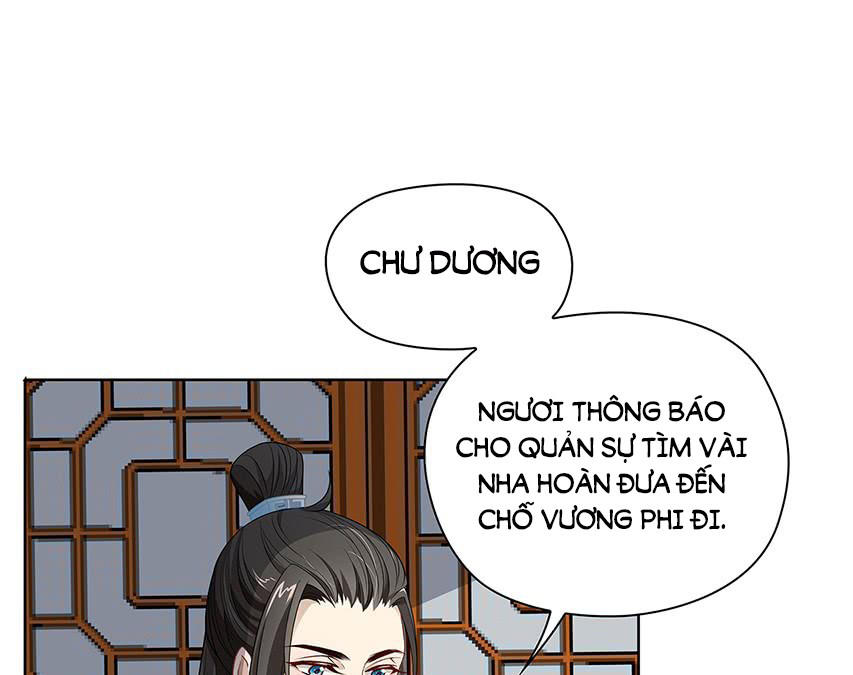 CHƯ DƯƠNG
NGƯƠI THÔNG BÁO
CHO QUẢN SỰ TÌM VÀI
NHA HOÀN ĐƯA ĐẾN
CHỖ VƯƠNG PHI ĐI.